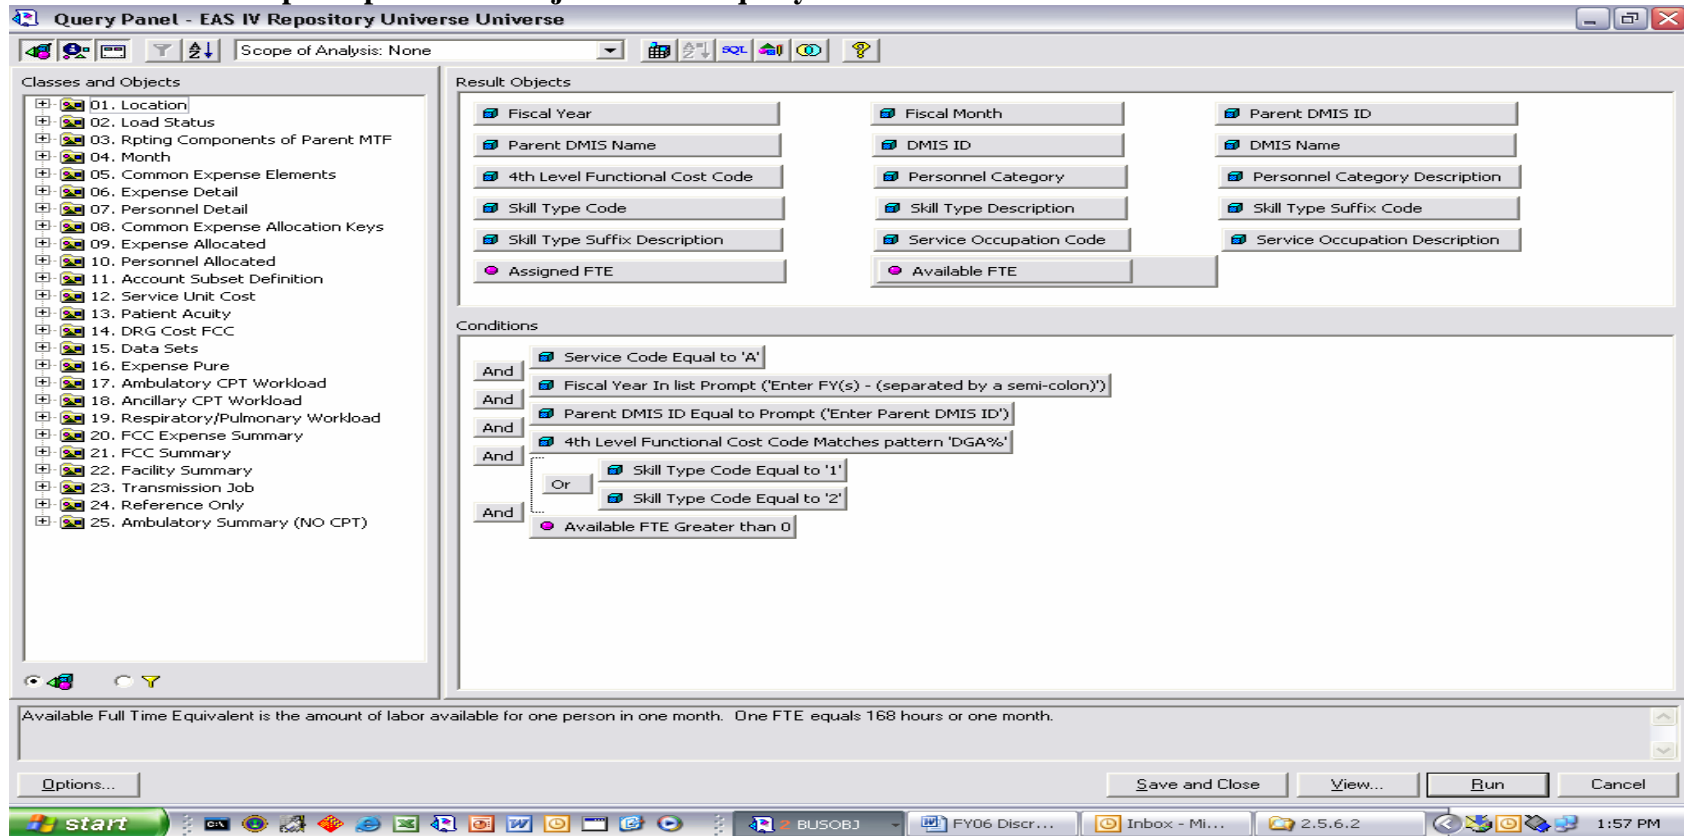 Query Panel - EAS IV Repository Universe Universe
Scope of Analysis: None
SQL
Classes and Objects
01. Location
02. Load Status
03. Rpting Components of Parent MTF
04. Month
05. Common Expense Elements
06. Expense Detail
07. Personnel Detail
08. Common Expense Allocation Keys
09. Expense Allocated
10. Personnel Allocated
11. Account Subset Definition
12. Service Unit Cost
13. Patient Acuity
14. DRG Cost FCC
15. Data Sets
16. Expense Pure
17. Ambulatory CPT Workload
18. Ancillary CPT Workload
19. Respiratory/Pulmonary Workload
20. FCC Expense Summary
21. FCC Summary
22. Facility Summary
23. Transmission Job
24. Reference Only
25. Ambulatory Summary (NO CPT)
Result Objects
Fiscal Year Fiscal Month Parent DMIS ID
Parent DMIS Name DMIS ID DMIS Name
4th Level Functional Cost Code Personnel Category Personnel Category Description
Skill Type Code Skill Type Description Skill Type Suffix Code
Skill Type Suffix Description Service Occupation Code Service Occupation Description
Assigned FTE Available FTE
Conditions
Service Code Equal to 'A'
And
Fiscal Year In list Prompt ('Enter FY(s) - (separated by a semi-colon)')
And
Parent DMIS ID Equal to Prompt ('Enter Parent DMIS ID')
And
4th Level Functional Cost Code Matches pattern 'DGA%'
And
Skill Type Code Equal to '1'
Or
Skill Type Code Equal to '2'
And
Available FTE Greater than 0
Available Full Time Equivalent is the amount of labor available for one person in one month. One FTE equals 168 hours or one month.
Options... Save and Close View... Run Cancel
start 2 BUSOBJ FY06 Discr... Inbox - Mi... 2.5.6.2 1:57 PM